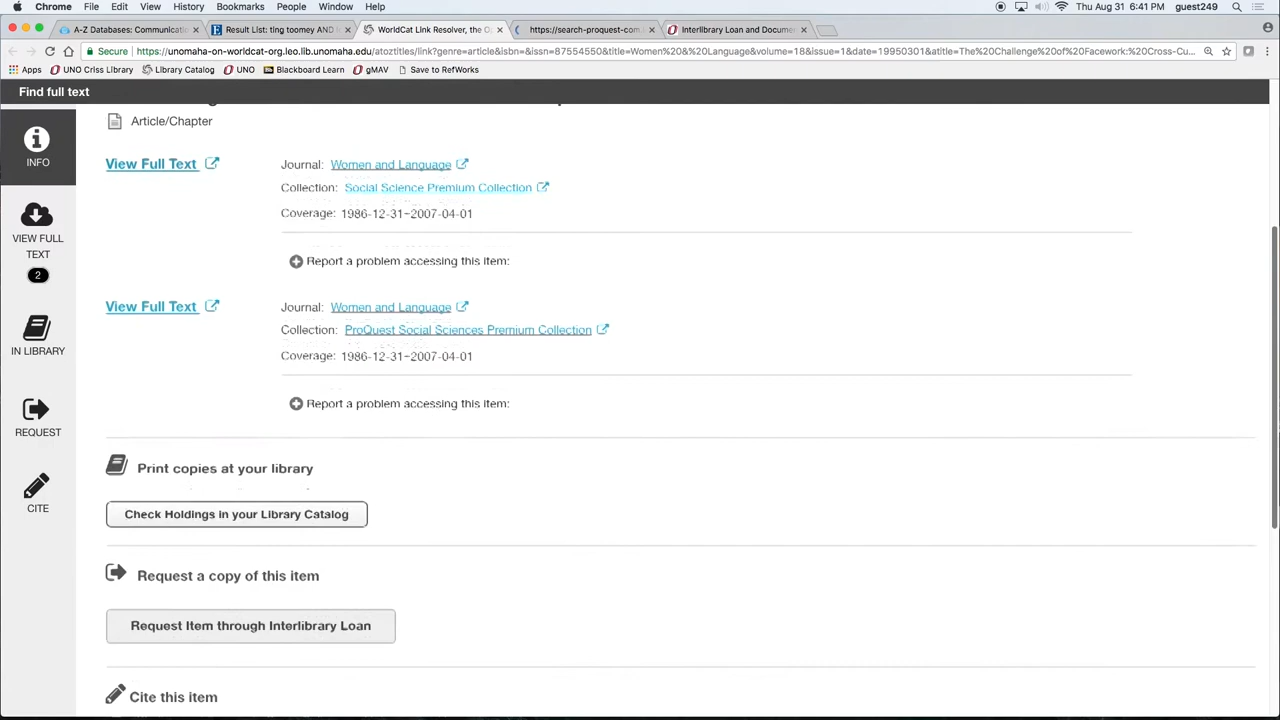 Chrome File Edit View History Bookmarks People Window Help Thu Aug 31 6:41 PM guest249
A-Z Databases: Communicati
Result List: ting toomey AND
WorldCat Link Resolver, the O
https://search-proquest-com
Interlibrary Loan and Docume
Secure https://unomaha-on-worldcat-org.leo.lib.unomaha.edu/atoztitles/link?genre=article&isbn=&issn=87554550&title=Women%20&%20Language&volume=18&issue=1&date=19950301&atitle=The%20Challenge%20of%20Facework:%20Cross-Cu...
Apps UNO Criss Library Library Catalog UNO Blackboard Learn gMAV Save to RefWorks
Find full text
INFO
VIEW FULL
TEXT
2
IN LIBRARY
REQUEST
CITE
Article/Chapter
View Full Text
Journal: Women and Language
Collection: Social Science Premium Collection
Coverage: 1986-12-31~2007-04-01
Report a problem accessing this item:
View Full Text
Journal: Women and Language
Collection: ProQuest Social Sciences Premium Collection
Coverage: 1986-12-31~2007-04-01
Report a problem accessing this item:
Print copies at your library
Check Holdings in your Library Catalog
Request a copy of this item
Request Item through Interlibrary Loan
Cite this item